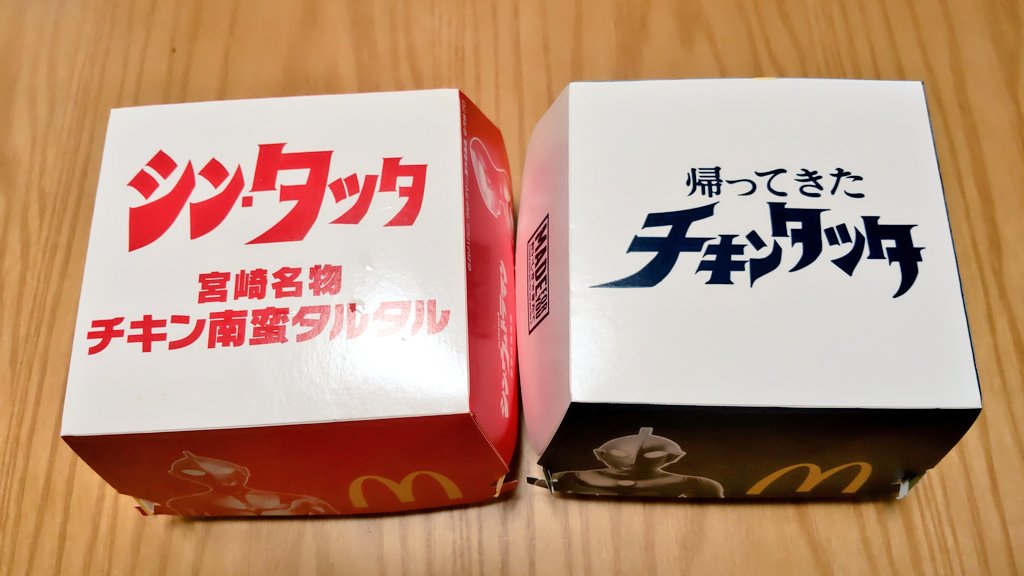 シン・タッタ
宮崎名物
チキン南蛮タルタル
帰ってきた
チキンタッタ